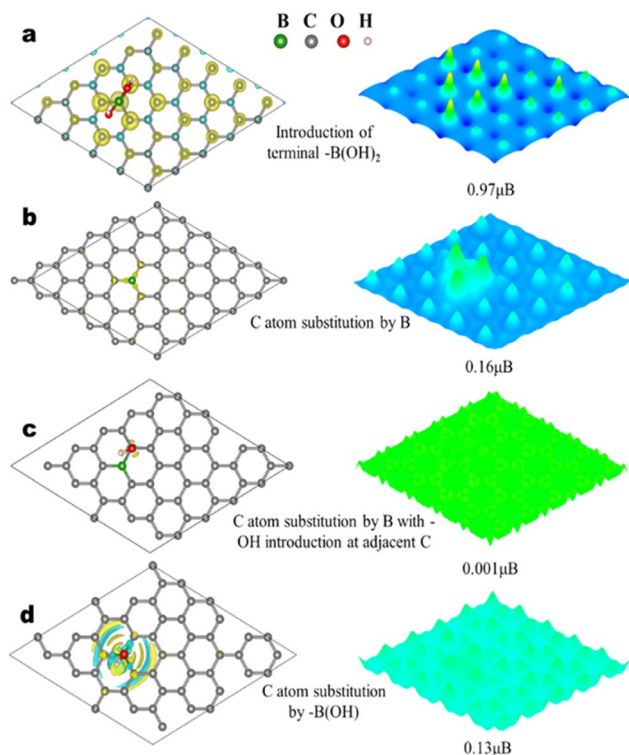 B C O H
a
Introduction of
terminal -B(OH)₂
0.97μB
b
C atom substitution by B
0.16μB
c
C atom substitution by B with -
OH introduction at adjacent C
0.001μB
d
C atom substitution
by -B(OH)
0.13μB